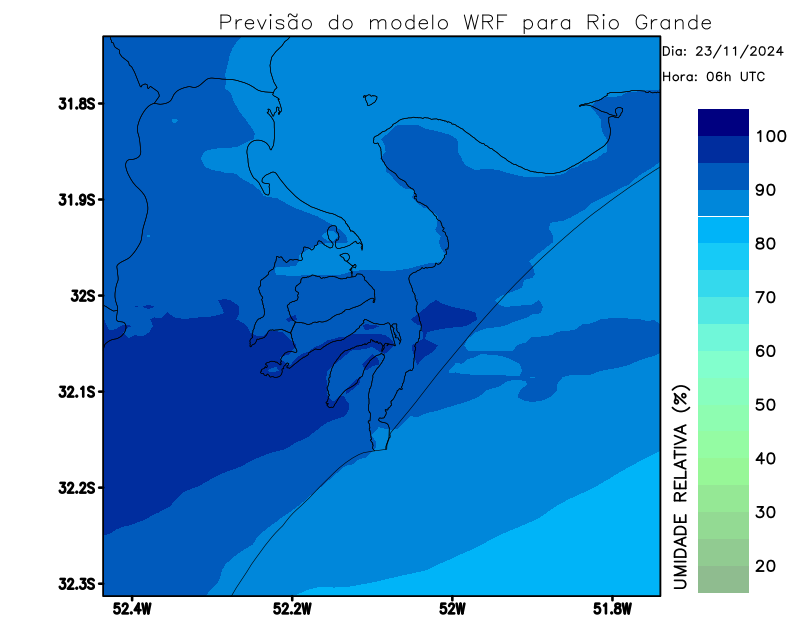 Previsão do modelo WRF para Rio Grande
Dia: 23/11/2024
Hora: 06h UTC
31.8S
31.9S
32S
32.1S
32.2S
32.3S
52.4W
52.2W
52W
51.8W
100
90
80
70
60
50
40
30
20
UMIDADE RELATIVA (%)